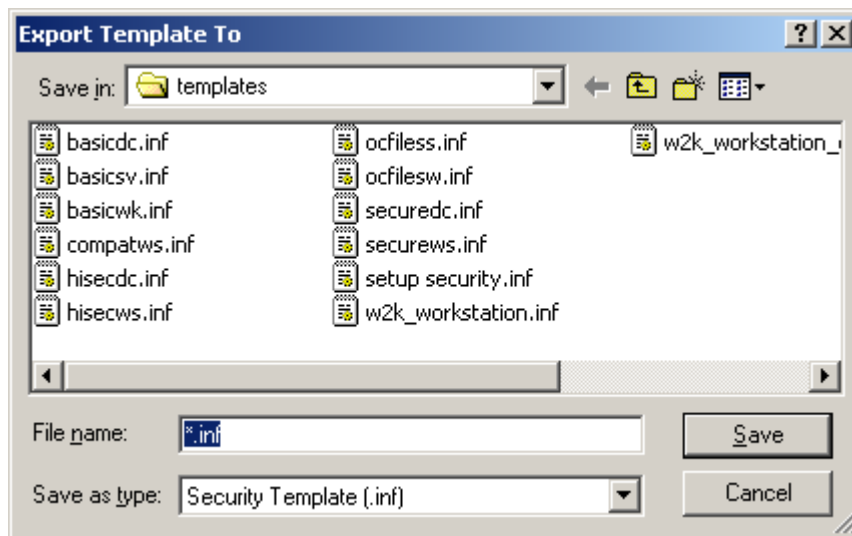 Export Template To
Save in: templates
basicdc.inf
basicsv.inf
basicwk.inf
compatws.inf
hisecdc.inf
hisecws.inf
ocfiless.inf
ocfilesw.inf
securedc.inf
securews.inf
setup security.inf
w2k_workstation.inf
w2k_workstation_
File name: *.inf
Save
Save as type: Security Template (.inf)
Cancel